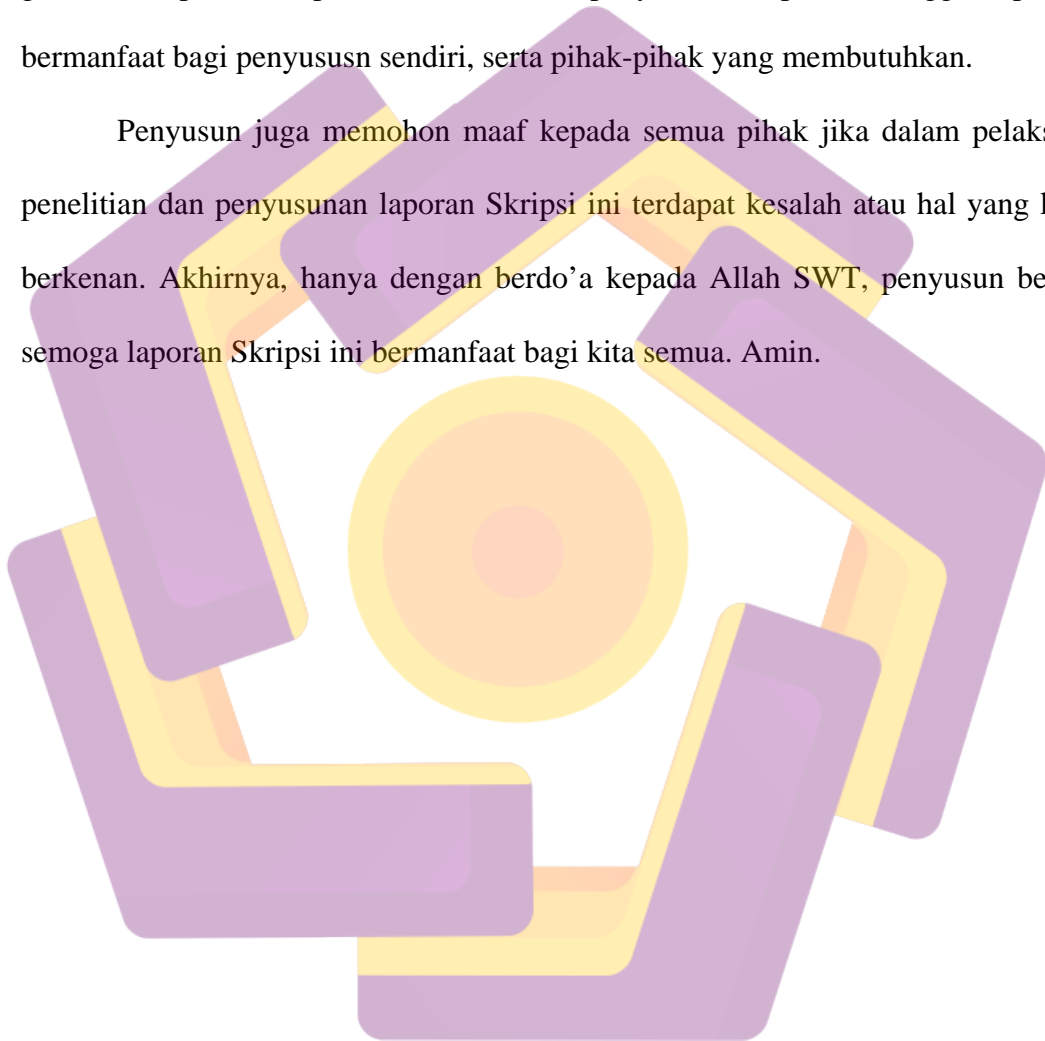 bermanfaat bagi penyususn sendiri, serta pihak-pihak yang membutuhkan.
Penyusun juga memohon maaf kepada semua pihak jika dalam
penelitian dan penyusunan laporan Skripsi ini terdapat kesalah atau hal yang
berkenan. Akhirnya, hanya dengan berdo’a kepada Allah SWT, penyusun
semoga laporan Skripsi ini bermanfaat bagi kita semua. Amin.